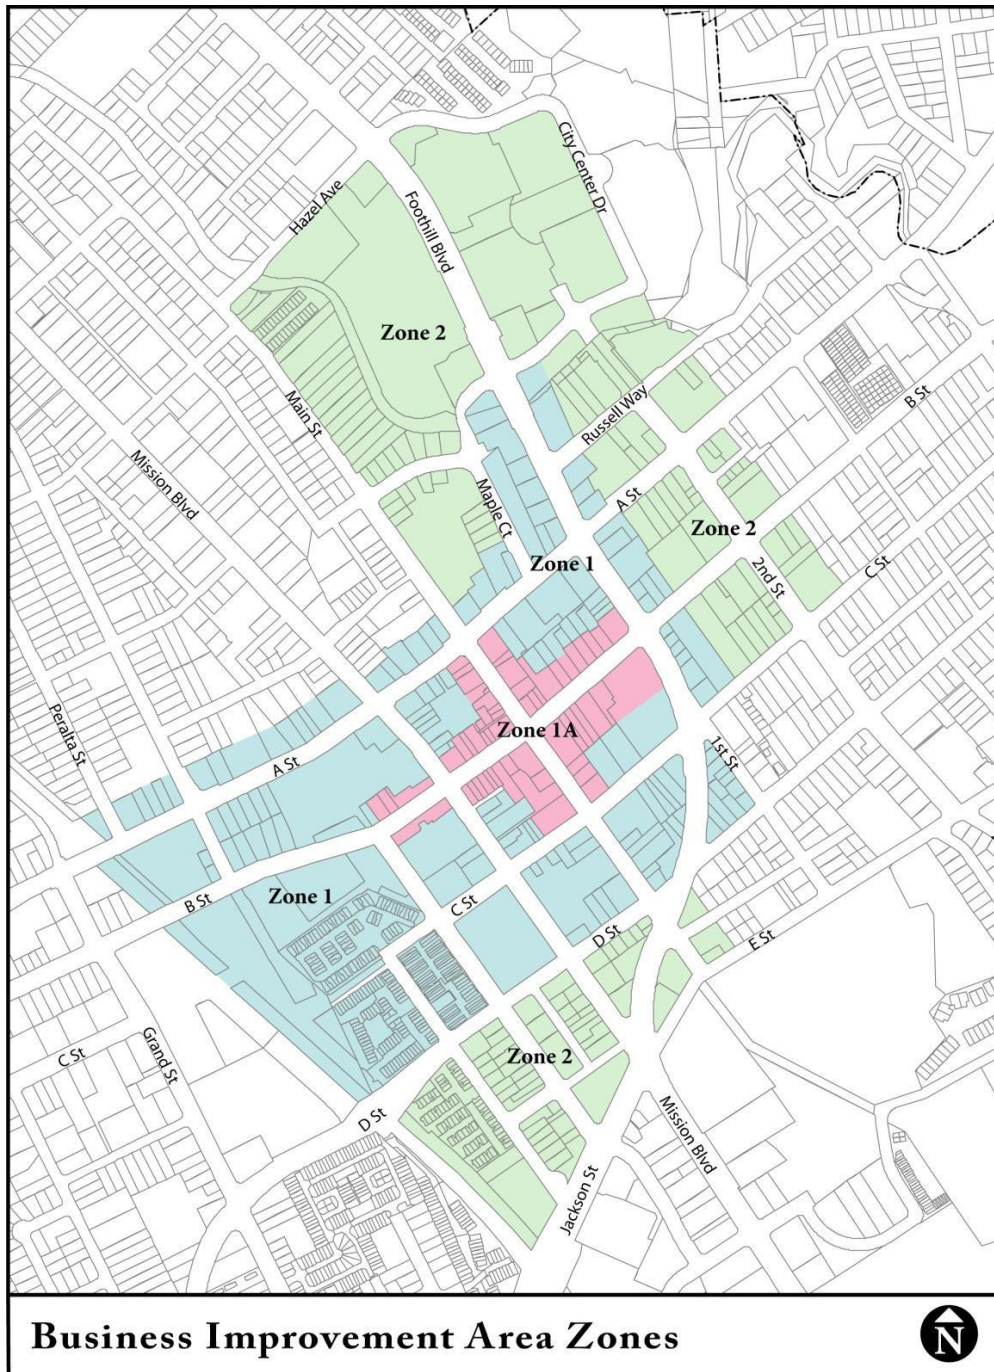 City Center Dr
Hazel Ave
Foothill Blvd
Zone 2
Main St
Russell Way
B St
Mission Blvd
Maple Ct
A St
Zone 2
Zone 1
2nd St
C St
Peralta St
Zone 1A
1st St
A St
Zone 1
B St
C St
D St
E St
Grand St
C St
Zone 2
D St
Mission Blvd
Jackson St
Business Improvement Area Zones
N